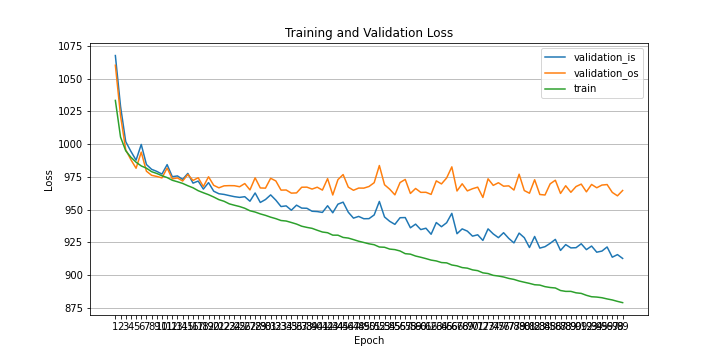 Training and Validation Loss
validation_is
validation_os
train
1075
1050
1025
1000
975
950
925
900
875
Loss
Epoch